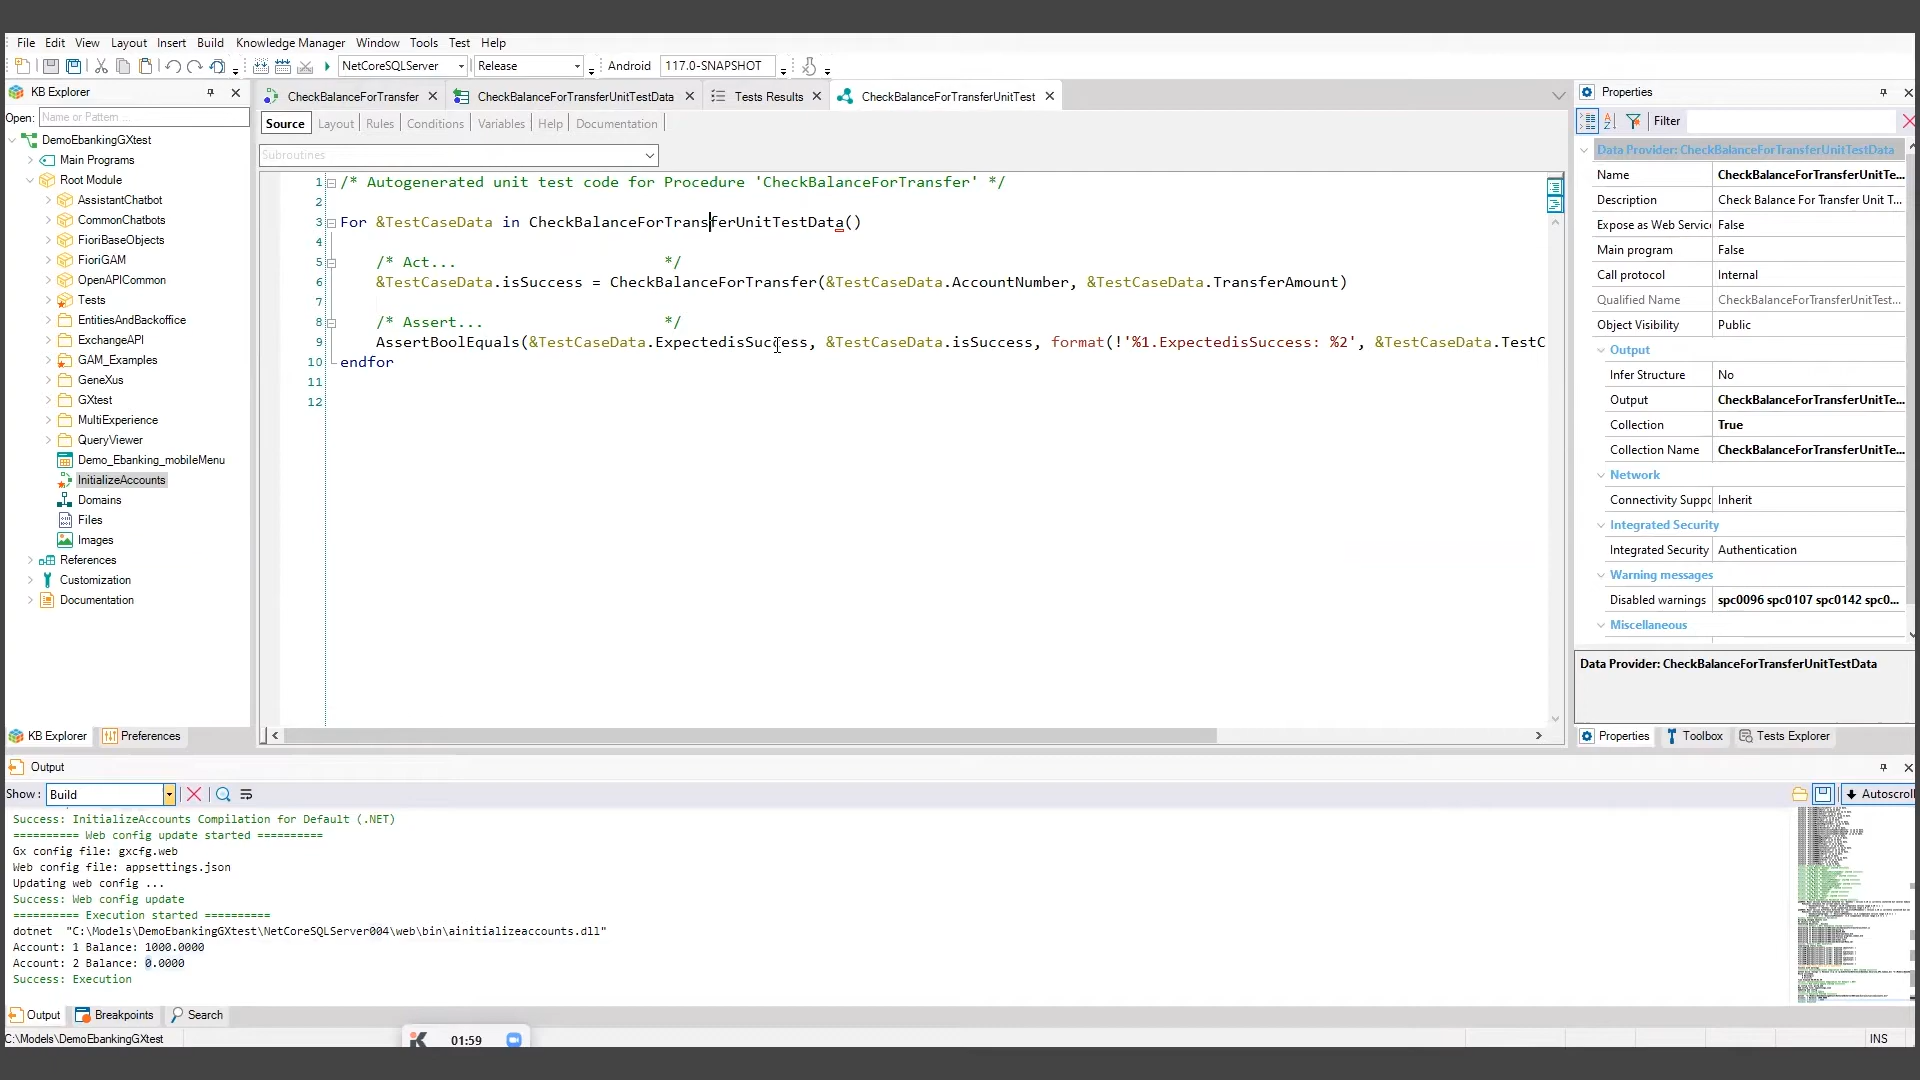 File Edit View Layout Insert Build Knowledge Manager Window Tools Test Help
NetCoreSQLServer Release Android 117.0-SNAPSHOT
KB Explorer
Open: Name or Pattern ...
DemoEbankingGXtest
Main Programs
Root Module
AssistantChatbot
CommonChatbots
FioriBaseObjects
FioriGAM
OpenAPICommon
Tests
EntitiesAndBackoffice
ExchangeAPI
GAM_Examples
GeneXus
GXtest
MultiExperience
QueryViewer
Demo_Ebanking_mobileMenu
InitializeAccounts
Domains
Files
Images
References
Customization
Documentation
KB Explorer Preferences
CheckBalanceForTransfer CheckBalanceForTransferUnitTestData Tests Results CheckBalanceForTransferUnitTest
Source Layout Rules Conditions Variables Help Documentation
Subroutines
1 /* Autogenerated unit test code for Procedure 'CheckBalanceForTransfer' */
2
3 For &TestCaseData in CheckBalanceForTransferUnitTestData()
4
5 /* Act... */
6 &TestCaseData.isSuccess = CheckBalanceForTransfer(&TestCaseData.AccountNumber, &TestCaseData.TransferAmount)
7
8 /* Assert... */
9 AssertBoolEquals(&TestCaseData.ExpectedisSuccess, &TestCaseData.isSuccess, format(!'%1.ExpectedisSuccess: %2', &TestCaseData.TestC
10 endfor
11
12
Properties
Filter
Data Provider: CheckBalanceForTransferUnitTestData
Name CheckBalanceForTransferUnitTe...
Description Check Balance For Transfer Unit T...
Expose as Web Servic False
Main program False
Call protocol Internal
Qualified Name CheckBalanceForTransferUnitTest...
Object Visibility Public
Output
Infer Structure No
Output CheckBalanceForTransferUnitTe...
Collection True
Collection Name CheckBalanceForTransferUnitTe...
Network
Connectivity Suppc Inherit
Integrated Security
Integrated Security Authentication
Warning messages
Disabled warnings spc0096 spc0107 spc0142 spc0...
Miscellaneous
Data Provider: CheckBalanceForTransferUnitTestData
Properties Toolbox Tests Explorer
Output
Show: Build Autoscroll
Success: InitializeAccounts Compilation for Default (.NET)
========== Web config update started ==========
Gx config file: gxcfg.web
Web config file: appsettings.json
Updating web config ...
Success: Web config update
========== Execution started ==========
dotnet "C:\Models\DemoEbankingGXtest\NetCoreSQLServer004\web\bin\ainitializeaccounts.dll"
Account: 1 Balance: 1000.0000
Account: 2 Balance: 0.0000
Success: Execution
Output Breakpoints Search
C:\Models\DemoEbankingGXtest INS
01:59